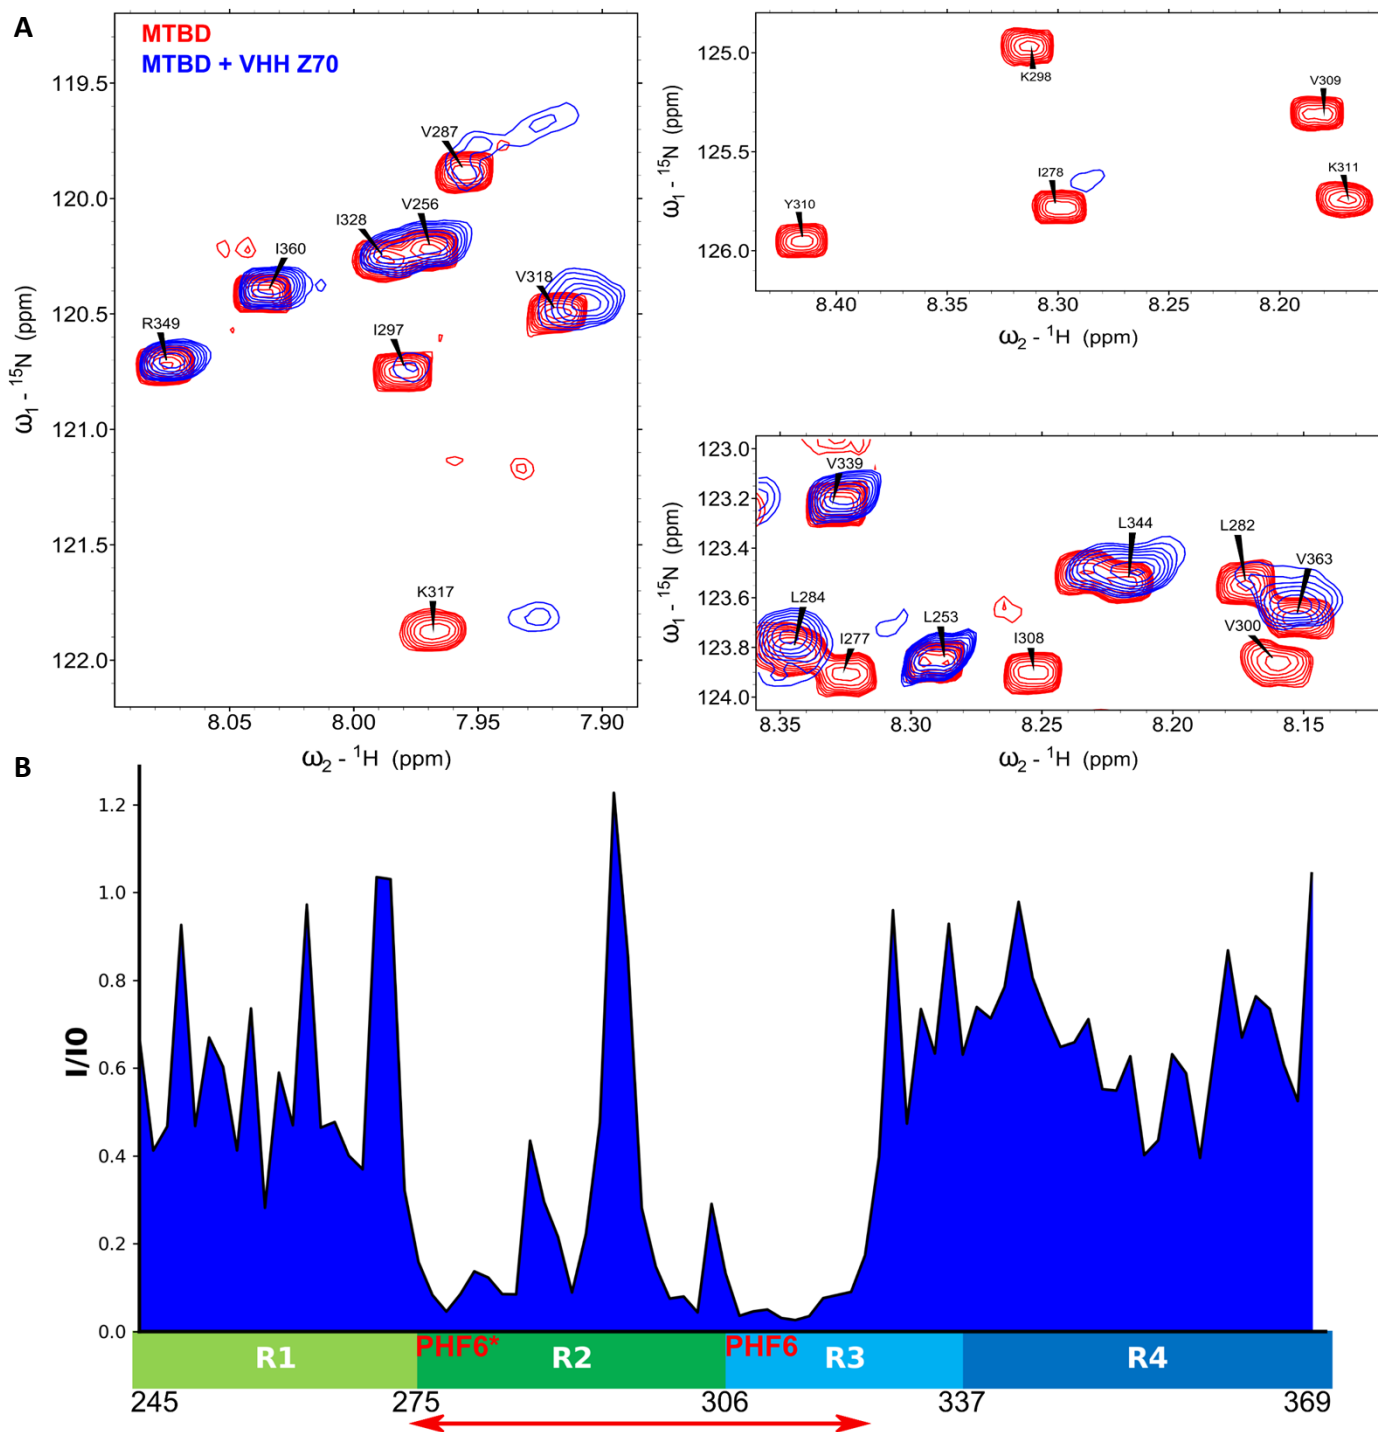 A
MTBD
MTBD + VHH Z70
119.5
120.0
120.5
121.0
121.5
122.0
ω1 - 15N (ppm)
V287
V256
I328
I360
V318
R349
I297
K317
8.05
8.00
7.95
7.90
ω2 - 1H (ppm)
125.0
125.5
126.0
ω1 - 15N (ppm)
K298
V309
I278
K311
Y310
8.40
8.35
8.30
8.25
8.20
ω2 - 1H (ppm)
123.0
123.2
123.4
123.6
123.8
124.0
ω1 - 15N (ppm)
V339
L344
L282
V363
L284
L253
I277
I308
V300
8.35
8.30
8.25
8.20
8.15
ω2 - 1H (ppm)
B
1.2
1.0
0.8
0.6
0.4
0.2
0.0
I/I0
PHF6*
PHF6
R1
R2
R3
R4
245
275
306
337
369